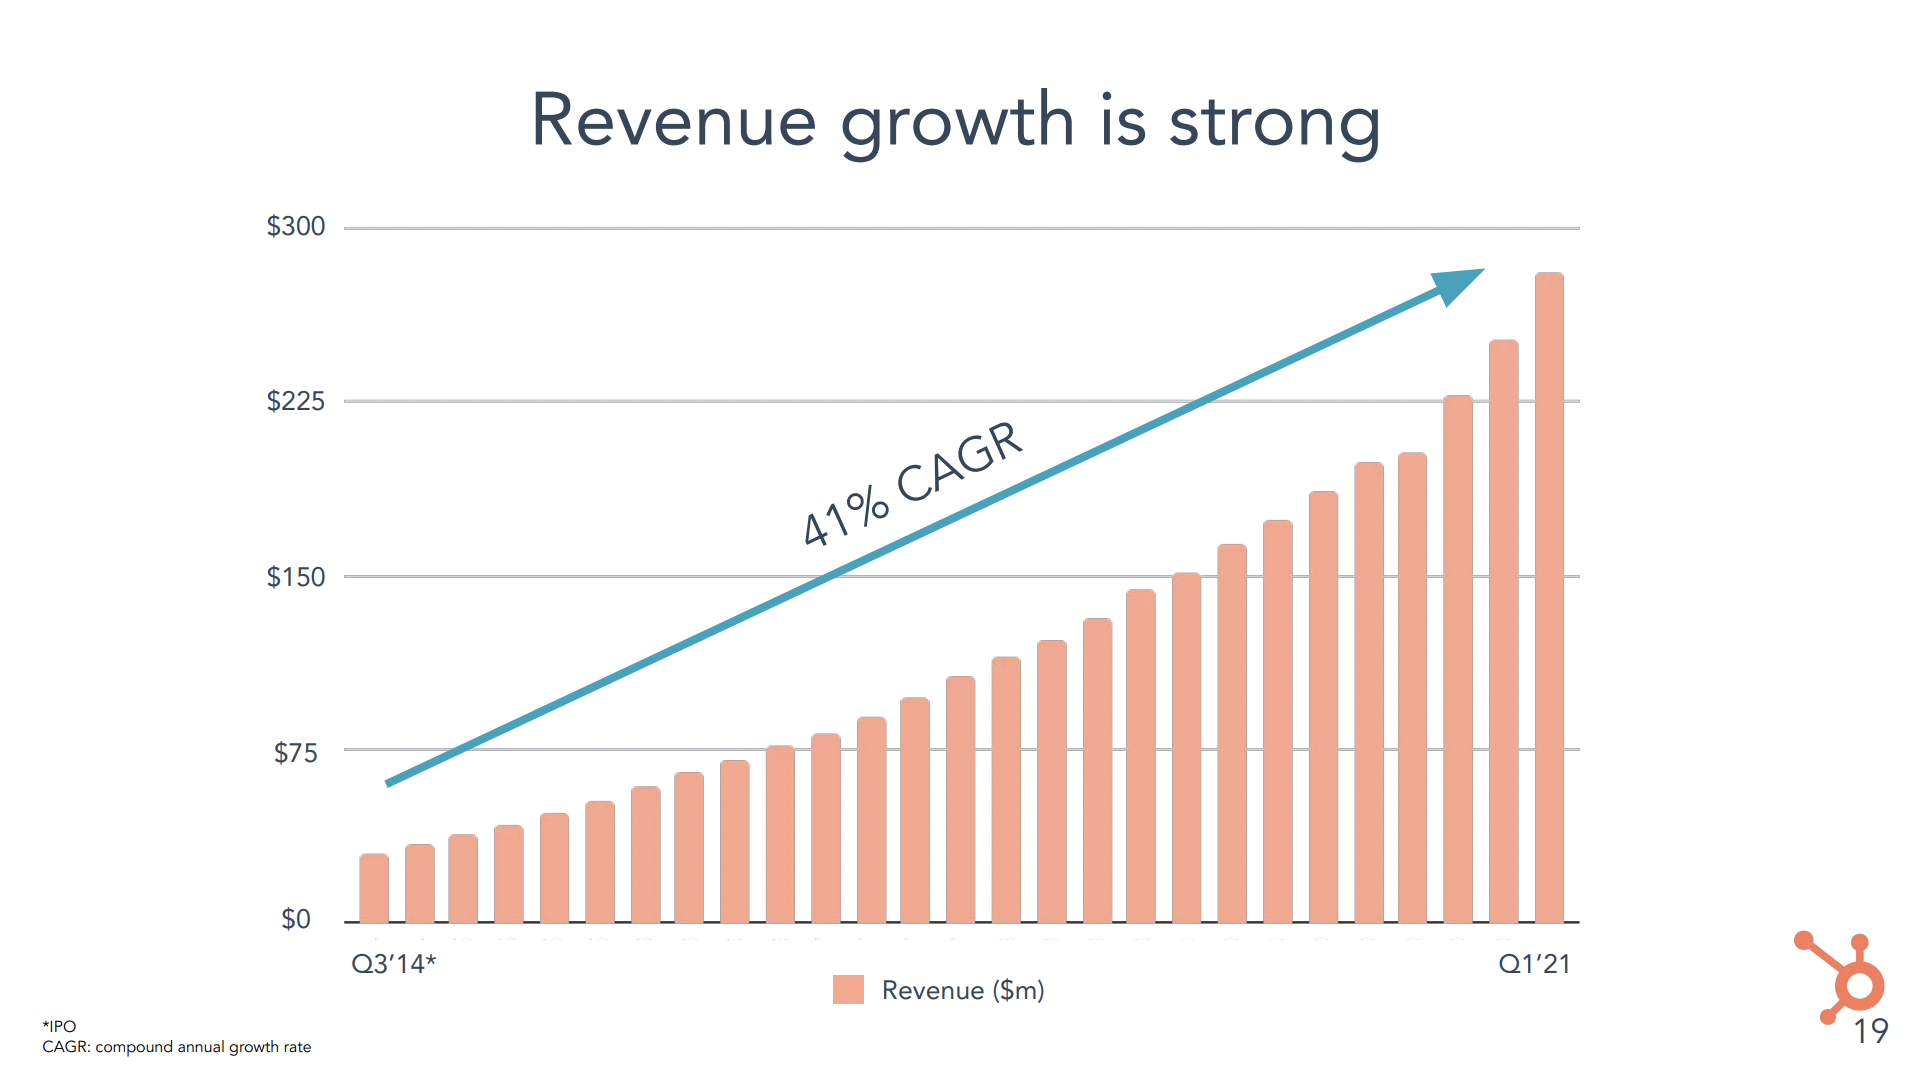 Revenue growth is strong
$300
$225
$150
$75
$0
41% CAGR
Q3’14*
Q1’21
Revenue ($m)
*IPO
CAGR: compound annual growth rate
19